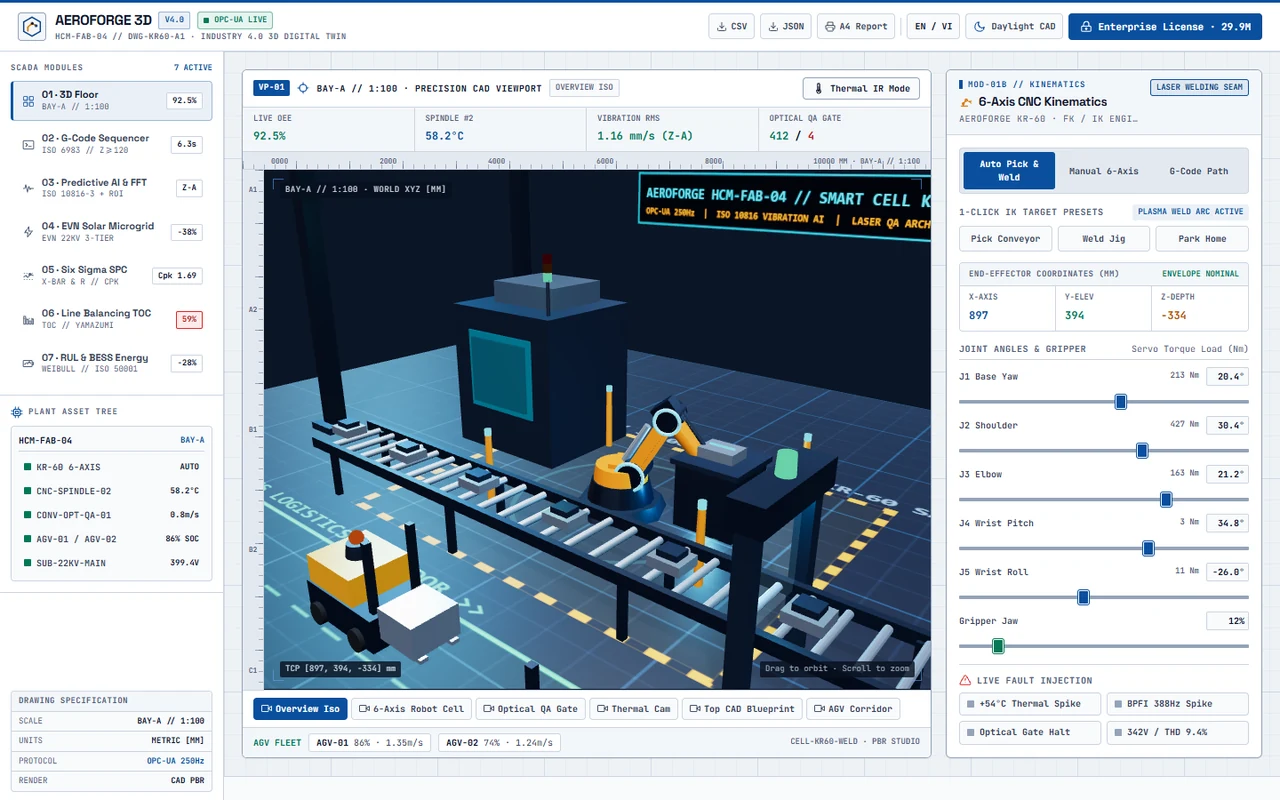 AEROFORGE 3D
V4.0
OPC-UA LIVE
HCM-FAB-04 // DWG-KR60-A1 · INDUSTRY 4.0 3D DIGITAL TWIN
CSV
JSON
A4 Report
EN / VI
Daylight CAD
Enterprise License · 29.9M
SCADA MODULES
7 ACTIVE
01 · 3D Floor
BAY-A // 1:100
92.5%
02 · G-Code Sequencer
ISO 6983 // Z≥120
6.3s
03 · Predictive AI & FFT
ISO 10816-3 + ROI
Z-A
04 · EVN Solar Microgrid
EVN 22KV 3-TIER
-38%
05 · Six Sigma SPC
X-BAR & R // CPK
Cpk 1.69
06 · Line Balancing TOC
TOC // YAMAZUMI
59%
07 · RUL & BESS Energy
WEIBULL // ISO 50001
-28%
PLANT ASSET TREE
HCM-FAB-04
BAY-A
KR-60 6-AXIS
AUTO
CNC-SPINDLE-02
58.2°C
CONV-OPT-QA-01
0.8m/s
AGV-01 / AGV-02
86% SOC
SUB-22KV-MAIN
399.4V
DRAWING SPECIFICATION
SCALE
BAY-A // 1:100
UNITS
METRIC [MM]
PROTOCOL
OPC-UA 250Hz
RENDER
CAD PBR
VP-01
BAY-A // 1:100 · PRECISION CAD VIEWPORT
OVERVIEW ISO
Thermal IR Mode
LIVE OEE
92.5%
SPINDLE #2
58.2°C
VIBRATION RMS
1.16 mm/s (Z-A)
OPTICAL QA GATE
412 / 4
0000
2000
4000
6000
8000
10000 MM · BAY-A // 1:100
A1
A2
B1
B2
C1
BAY-A // 1:100 · WORLD XYZ [MM]
AEROFORGE HCM-FAB-04 // SMART CELL K
OPC-UA 250Hz | ISO 10816 VIBRATION AI | LASER QA ARCH
LOGISTICS
OOR >>
KR-60 S
TCP [897, 394, -334] mm
Drag to orbit · Scroll to zoom
Overview Iso
6-Axis Robot Cell
Optical QA Gate
Thermal Cam
Top CAD Blueprint
AGV Corridor
AGV FLEET
AGV-01 86% · 1.35m/s
AGV-02 74% · 1.24m/s
CELL-KR60-WELD · PBR STUDIO
MOD-01B // KINEMATICS
LASER WELDING SEAM
6-Axis CNC Kinematics
AEROFORGE KR-60 · FK / IK ENGI…
Auto Pick & Weld
Manual 6-Axis
G-Code Path
1-CLICK IK TARGET PRESETS
PLASMA WELD ARC ACTIVE
Pick Conveyor
Weld Jig
Park Home
END-EFFECTOR COORDINATES (MM)
ENVELOPE NOMINAL
X-AXIS
897
Y-ELEV
394
Z-DEPTH
-334
JOINT ANGLES & GRIPPER
Servo Torque Load (Nm)
J1 Base Yaw
213 Nm
20.4°
J2 Shoulder
427 Nm
30.4°
J3 Elbow
163 Nm
21.2°
J4 Wrist Pitch
3 Nm
34.8°
J5 Wrist Roll
11 Nm
-26.0°
Gripper Jaw
12%
LIVE FAULT INJECTION
+54°C Thermal Spike
BPFI 388Hz Spike
Optical Gate Halt
342V / THD 9.4%